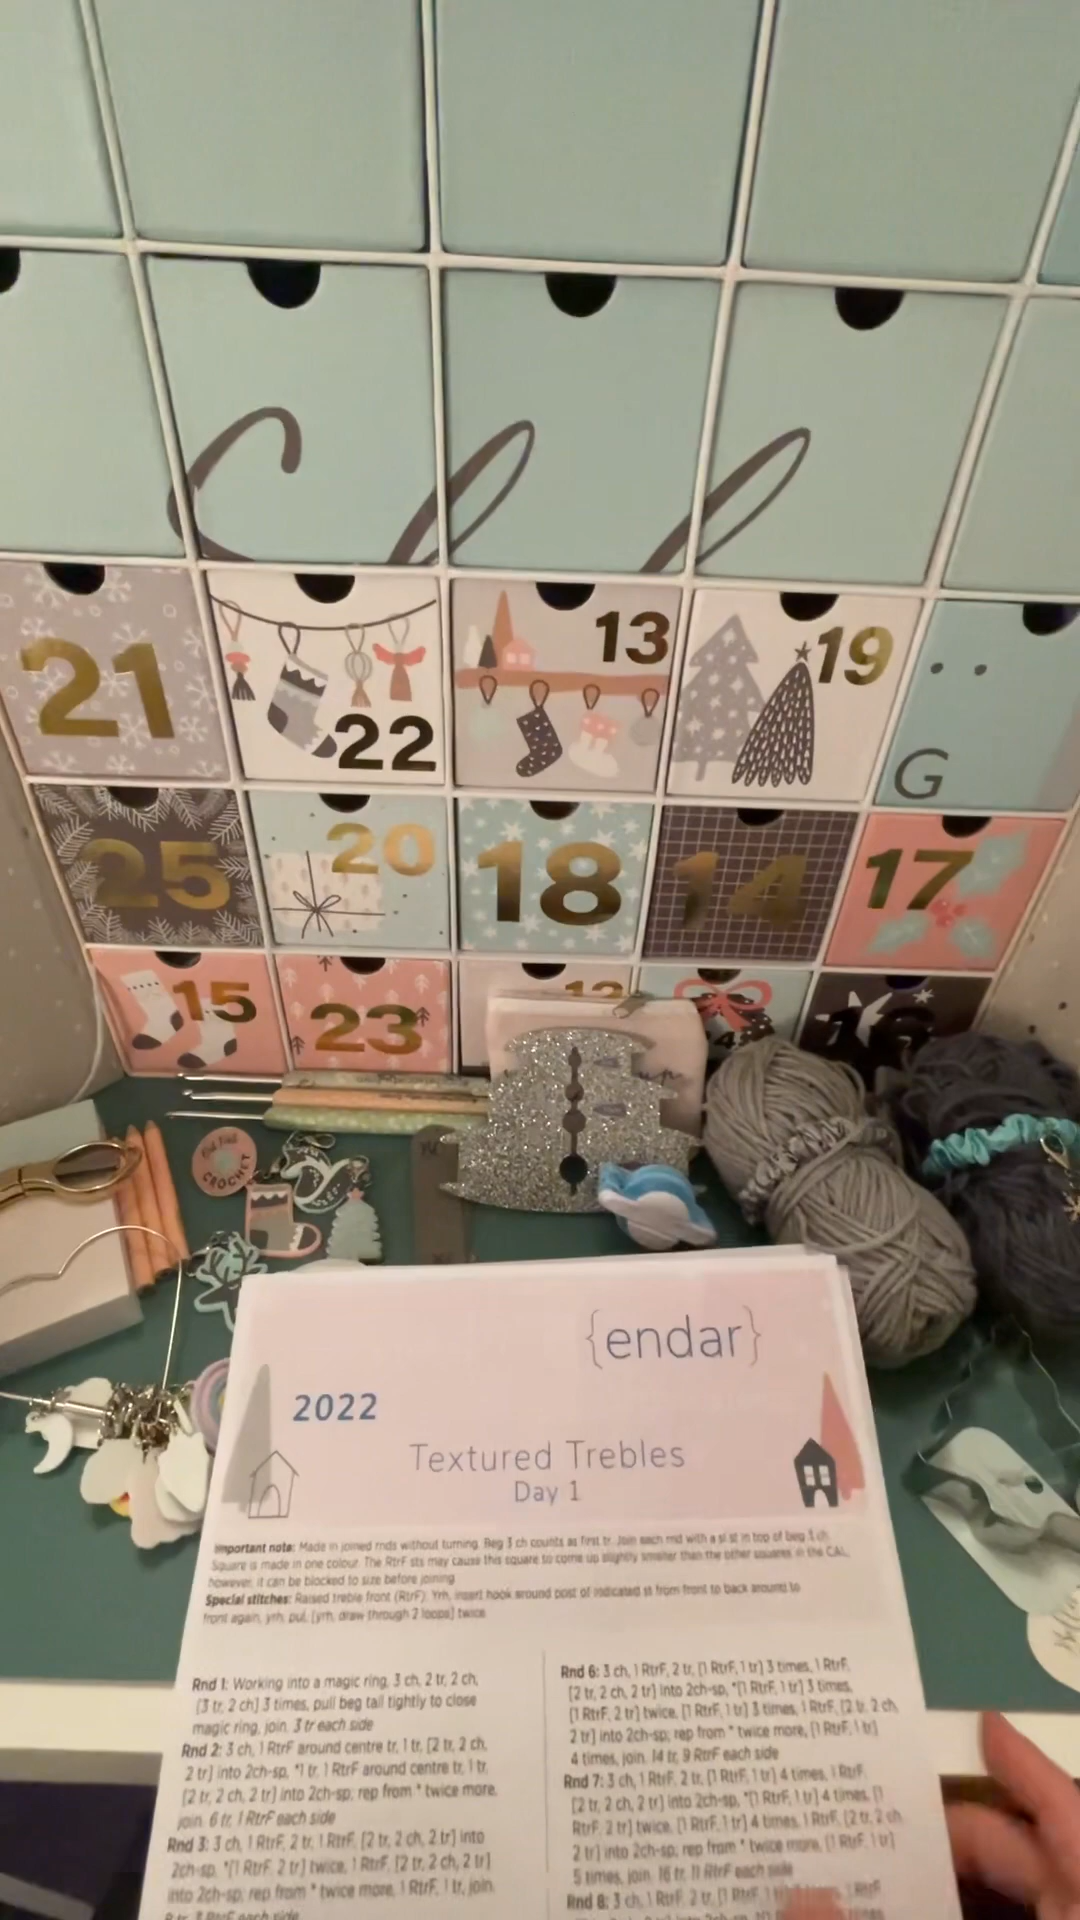 21
22
13
19
G
25
20
18
14
17
15
23
12
16
CROCHET
{endar}
2022
Textured Trebles
Day 1
Important note: Made in joined rnds without turning. Beg 3 ch counts as first tr. Join each rnd with a sl st in top of beg 3 ch.
Square is made in one colour. The RtrF sts may cause this square to come up slightly smaller than the other squares in the CAL,
however, it can be blocked to size before joining.
Special stitches: Raised treble front (RtrF): Yrh, insert hook around post of indicated st from front to back around to
front again, yrh, pul, [yrh, draw through 2 loops] twice
Rnd 1: Working into a magic ring, 3 ch, 2 tr, 2 ch,
[3 tr, 2 ch] 3 times, pull beg tail tightly to close
magic ring, join. 3 tr each side
Rnd 2: 3 ch, 1 RtrF around centre tr, 1 tr, [2 tr, 2 ch,
2 tr] into 2ch-sp, *1 tr, 1 RtrF around centre tr, 1 tr,
[2 tr, 2 ch, 2 tr] into 2ch-sp; rep from * twice more,
join. 6 tr, 1 RtrF each side
Rnd 3: 3 ch, 1 RtrF, 2 tr, 1 RtrF, [2 tr, 2 ch, 2 tr] into
2ch-sp, *[1 RtrF, 2 tr] twice, 1 RtrF, [2 tr, 2 ch, 2 tr]
into 2ch-sp; rep from * twice more, 1 RtrF, 1 tr, join.
3 RtrF each side
Rnd 6: 3 ch, 1 RtrF, 2 tr, [1 RtrF, 1 tr] 3 times, 1 RtrF,
[2 tr, 2 ch, 2 tr] into 2ch-sp, *[1 RtrF, 1 tr] 3 times,
[1 RtrF, 2 tr] twice, [1 RtrF, 1 tr] 3 times, 1 RtrF, [2 tr, 2 ch,
2 tr] into 2ch-sp; rep from * twice more, [1 RtrF, 1 tr]
4 times, join. 14 tr, 9 RtrF each side
Rnd 7: 3 ch, 1 RtrF, 2 tr, [1 RtrF, 1 tr] 4 times, 1 RtrF,
[2 tr, 2 ch, 2 tr] into 2ch-sp, *[1 RtrF, 1 tr] 4 times, [1
RtrF, 2 tr] twice, [1 RtrF, 1 tr] 4 times, 1 RtrF, [2 tr, 2 ch,
2 tr] into 2ch-sp; rep from * twice more, [1 RtrF, 1 tr]
5 times, join. 16 tr, 11 RtrF each side
Rnd 8: 3 ch, 1 RtrF, 2 tr, [1 RtrF, 1 RtrF,